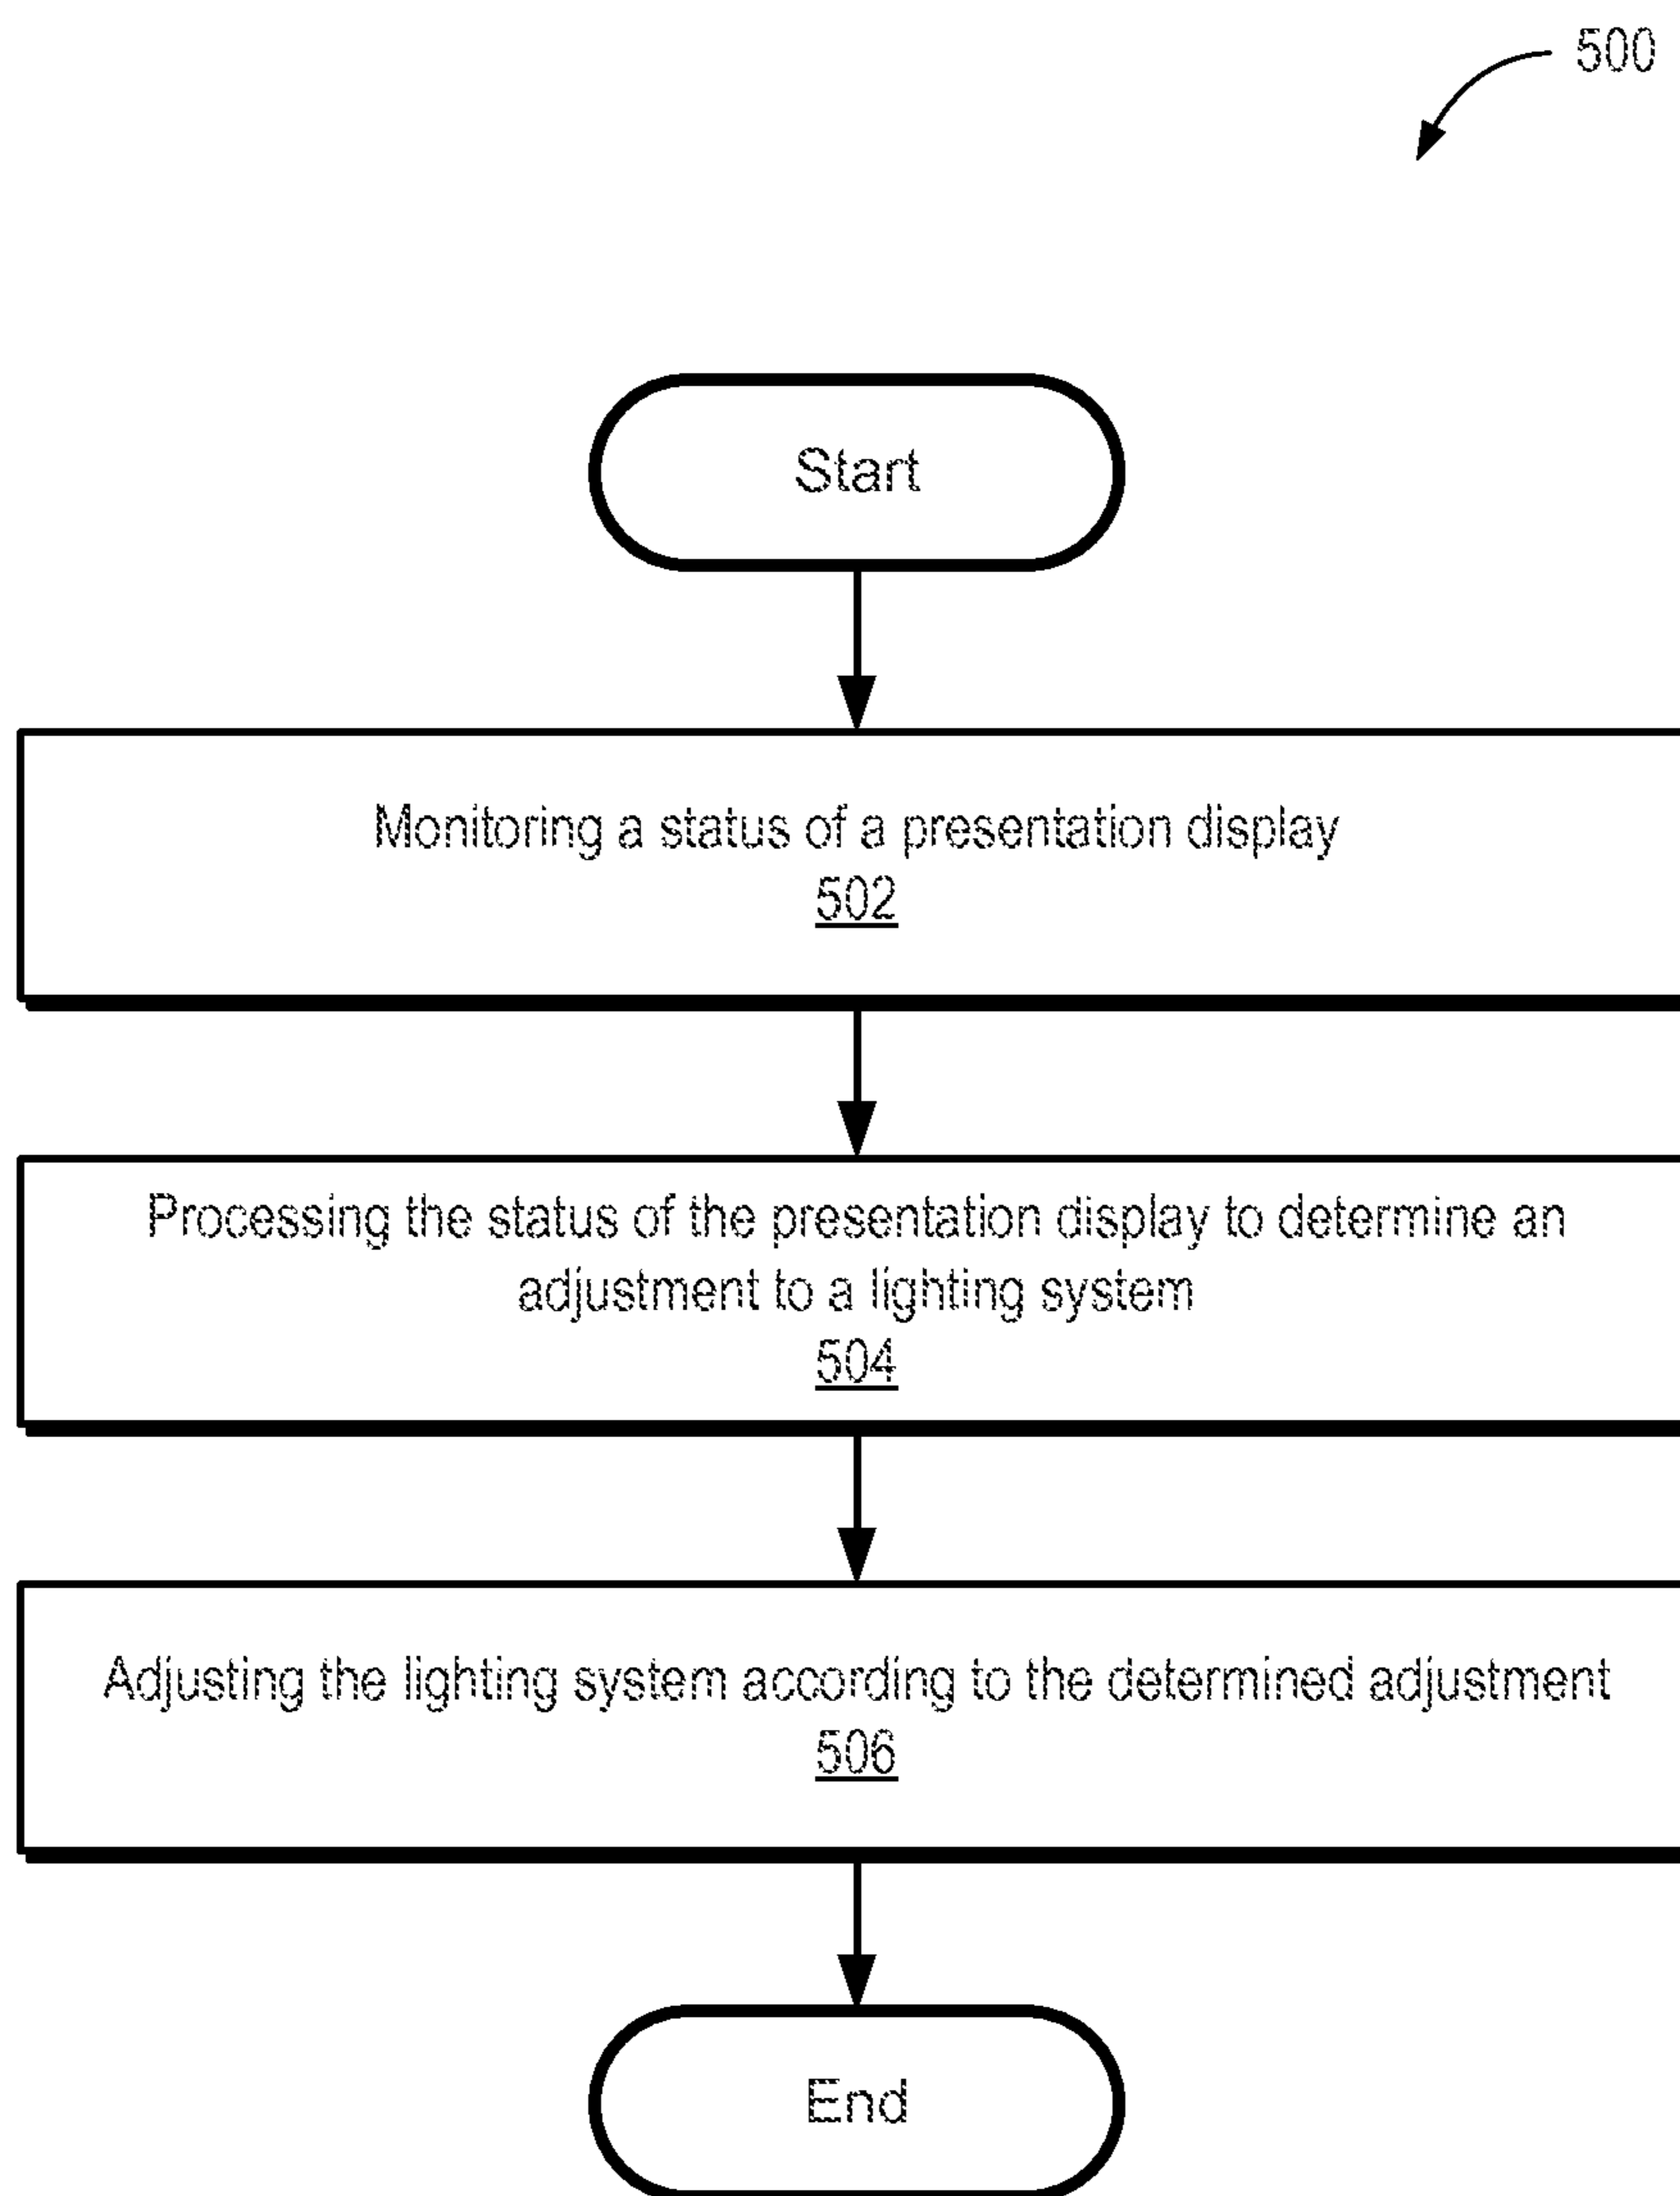 500
Start
Monitoring a status of a presentation display
502
Processing the status of the presentation display to determine an
adjustment to a lighting system
504
Adjusting the lighting system according to the determined adjustment
506
End